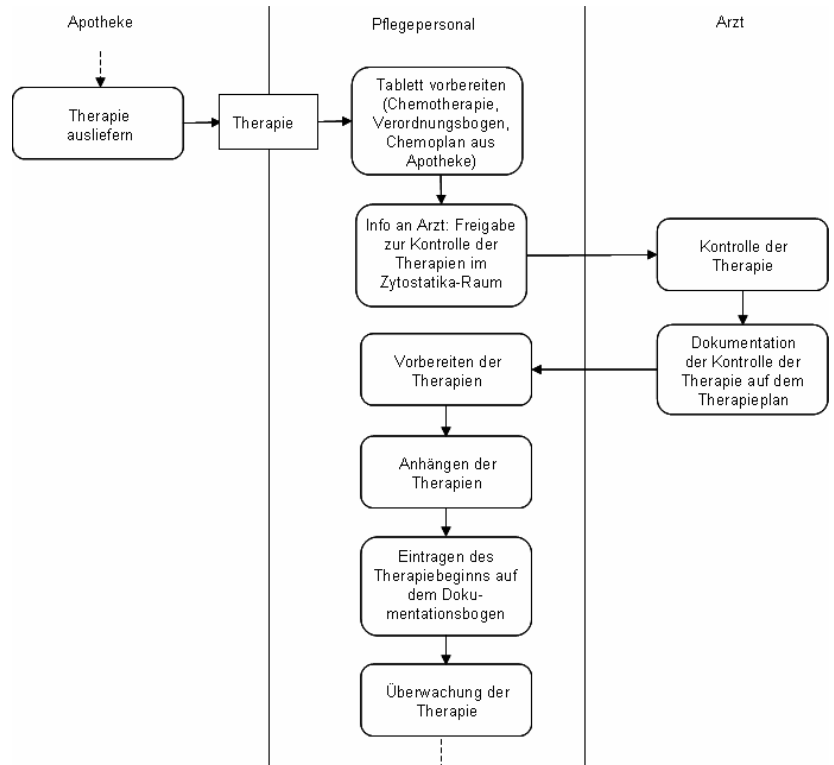 Apotheke
Pflegepersonal
Arzt
Therapie
ausliefern
Therapie
Tablett vorbereiten
(Chemotherapie,
Verordnungsbogen,
Chemoplan aus
Apotheke)
Info an Arzt: Freigabe
zur Kontrolle der
Therapien im
Zytostatika-Raum
Kontrolle der
Therapie
Dokumentation
der Kontrolle der
Therapie auf dem
Therapieplan
Vorbereiten der
Therapien
Anhängen der
Therapien
Eintragen des
Therapiebeginns auf
dem Doku-
mentationsbogen
Überwachung der
Therapie